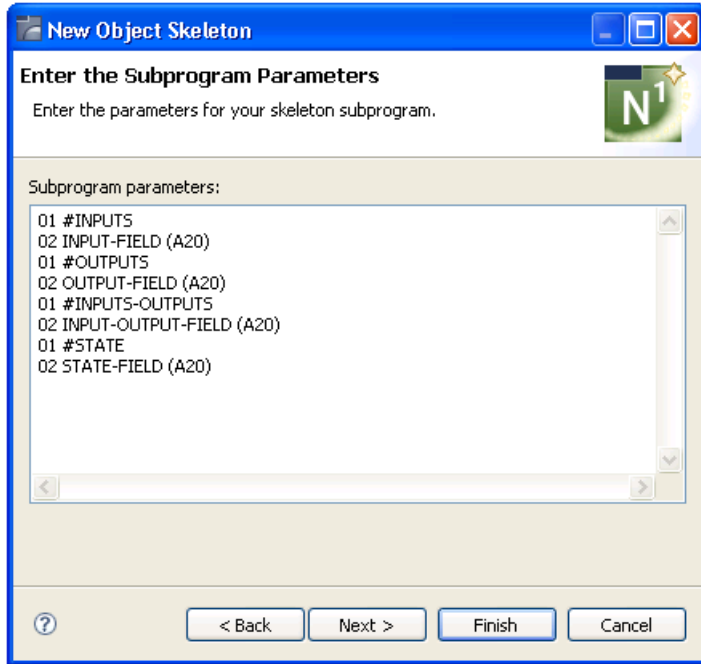 New Object Skeleton
Enter the Subprogram Parameters
Enter the parameters for your skeleton subprogram.
N1
Subprogram parameters:
01 #INPUTS
02 INPUT-FIELD (A20)
01 #OUTPUTS
02 OUTPUT-FIELD (A20)
01 #INPUTS-OUTPUTS
02 INPUT-OUTPUT-FIELD (A20)
01 #STATE
02 STATE-FIELD (A20)
? < Back Next > Finish Cancel